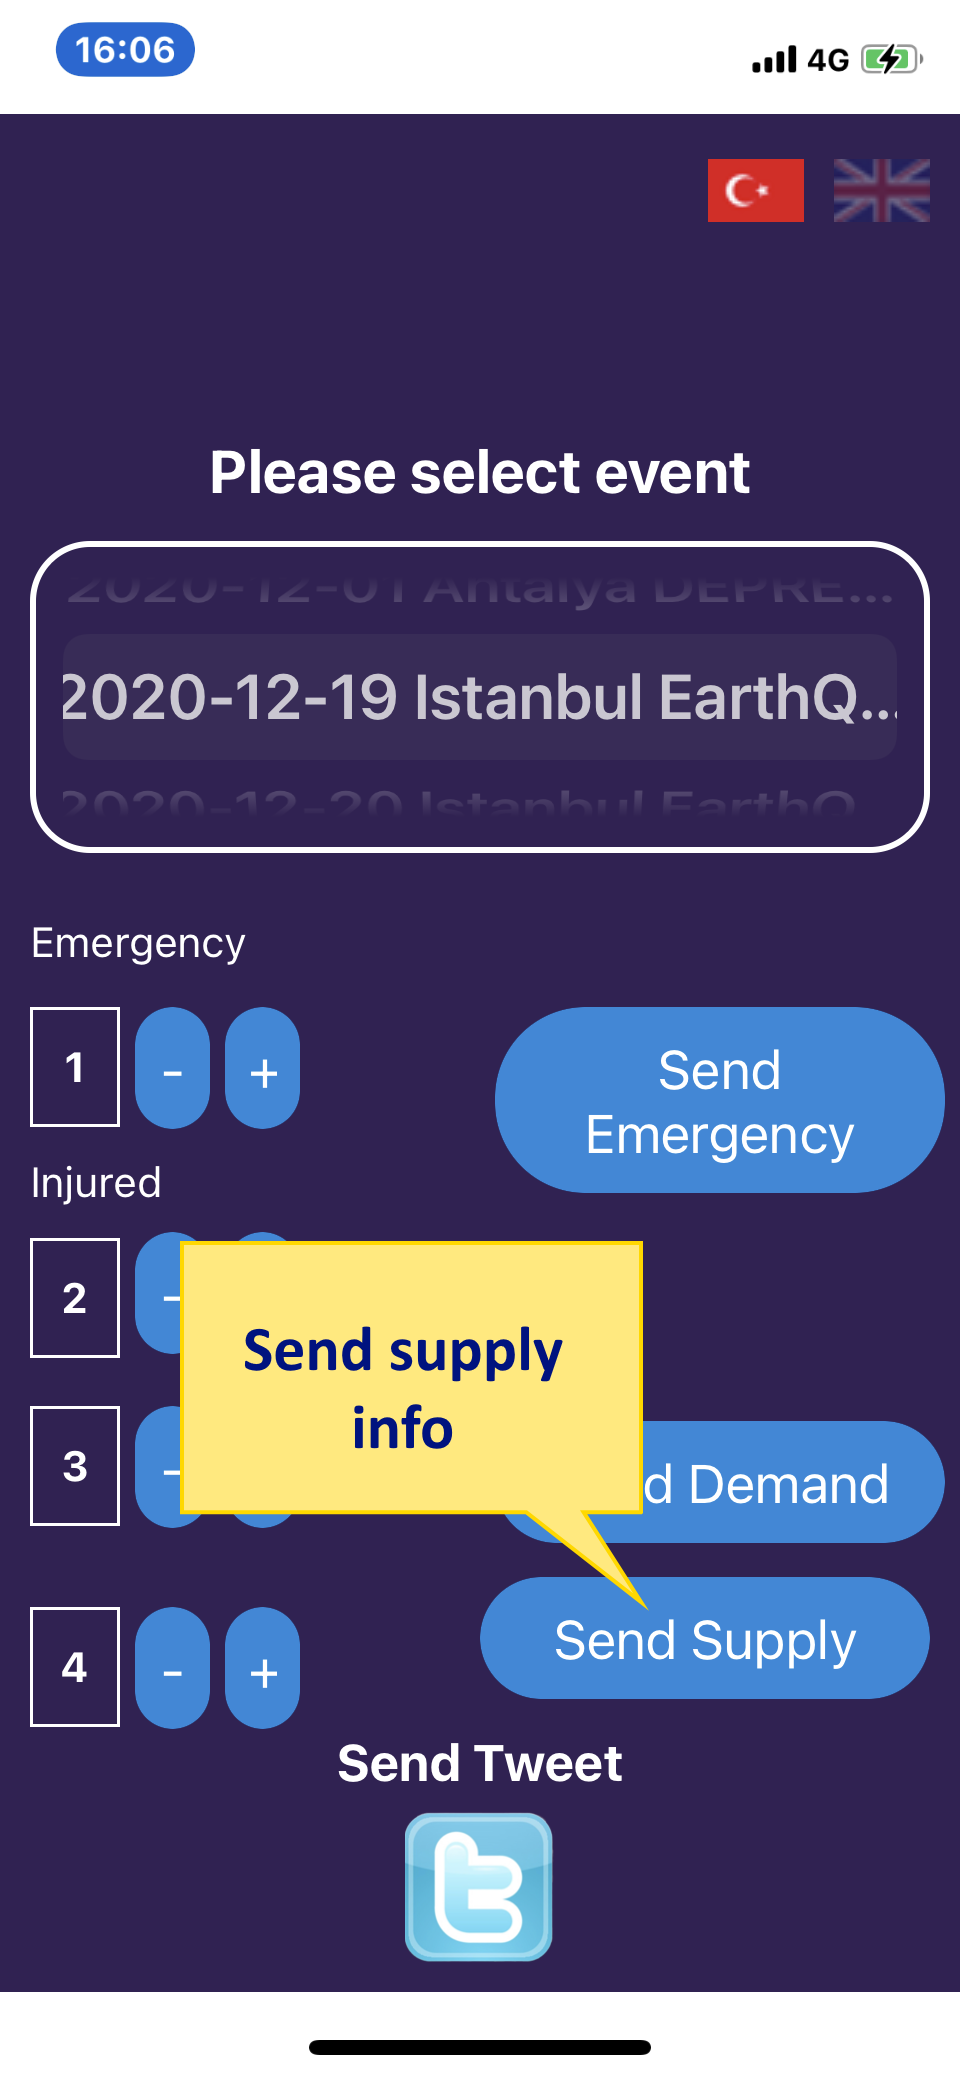 16:06
4G
Please select event
2020-12-01 Antalya DEPRE...
2020-12-19 Istanbul EarthQ...
2020-12-20 Istanbul EarthQ
Emergency
1 - +
Send
Emergency
Injured
2 -
Send supply
info
3 -
d Demand
4 - +
Send Supply
Send Tweet